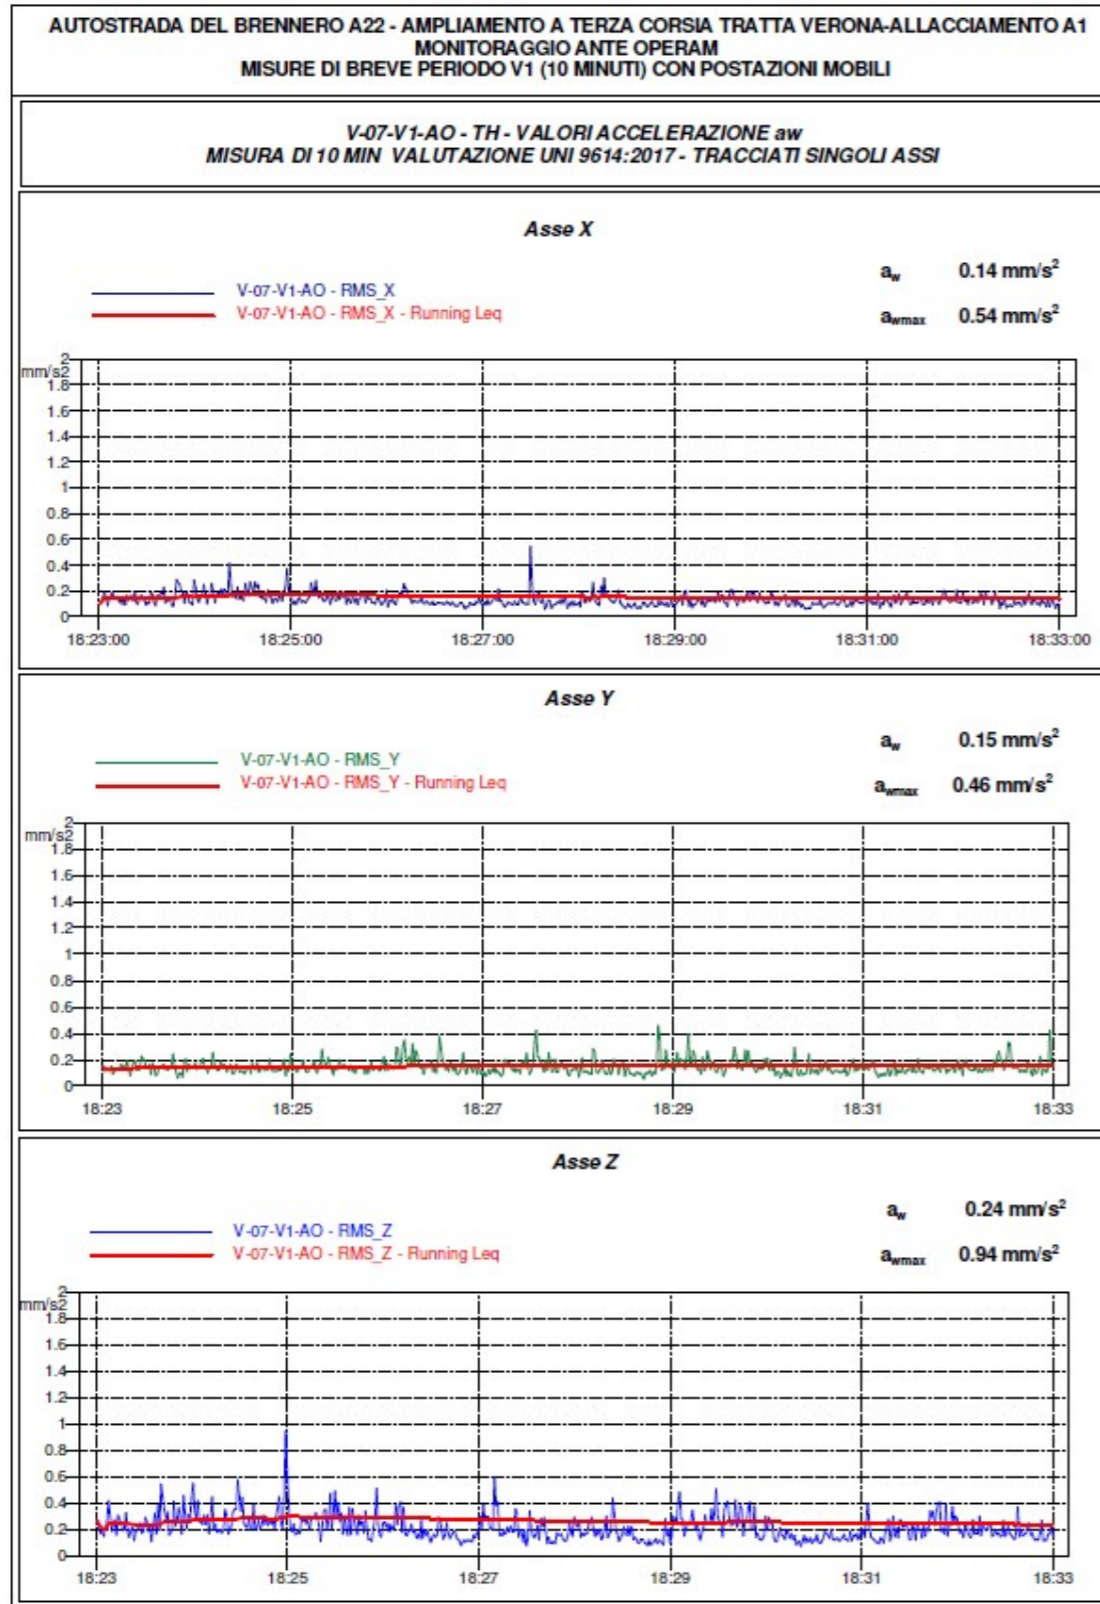 AUTOSTRADA DEL BRENNERO A22 - AMPLIAMENTO A TERZA CORSIA TRATTA VERONA-ALLACCIAMENTO A1
MONITORAGGIO ANTE OPERAM
MISURE DI BREVE PERIODO V1 (10 MINUTI) CON POSTAZIONI MOBILI
V-07-V1-AO - TH - VALORI ACCELERAZIONE aw
MISURA DI 10 MIN VALUTAZIONE UNI 9614:2017 - TRACCIATI SINGOLI ASSI
Asse X
V-07-V1-AO - RMS_X
V-07-V1-AO - RMS_X - Running Leq
aw 0.14 mm/s²
awmax 0.54 mm/s²
2
mm/s2
1.8
1.6
1.4
1.2
1
0.8
0.6
0.4
0.2
0
18:23:00 18:25:00 18:27:00 18:29:00 18:31:00 18:33:00
Asse Y
V-07-V1-AO - RMS_Y
V-07-V1-AO - RMS_Y - Running Leq
aw 0.15 mm/s²
awmax 0.46 mm/s²
2
mm/s2
1.8
1.6
1.4
1.2
1
0.8
0.6
0.4
0.2
0
18:23 18:25 18:27 18:29 18:31 18:33
Asse Z
V-07-V1-AO - RMS_Z
V-07-V1-AO - RMS_Z - Running Leq
aw 0.24 mm/s²
awmax 0.94 mm/s²
2
mm/s2
1.8
1.6
1.4
1.2
1
0.8
0.6
0.4
0.2
0
18:23 18:25 18:27 18:29 18:31 18:33